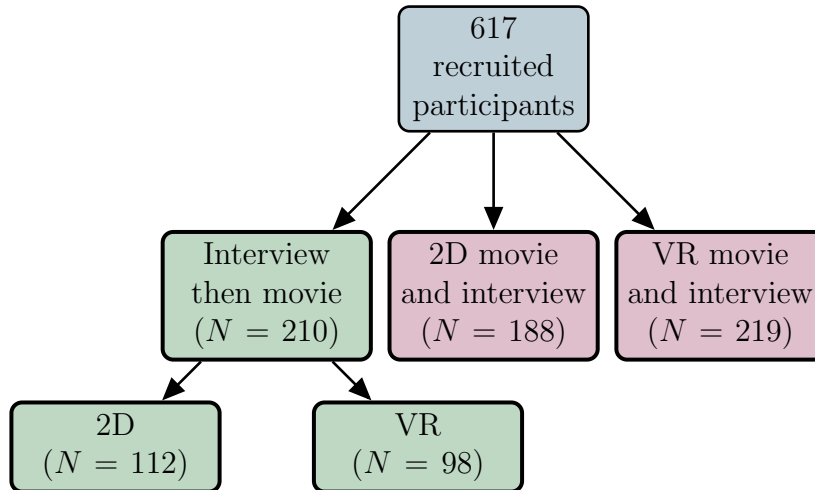 617
recruited
participants
Interview
then movie
(N = 210)
2D movie
and interview
(N = 188)
VR movie
and interview
(N = 219)
2D
(N = 112)
VR
(N = 98)